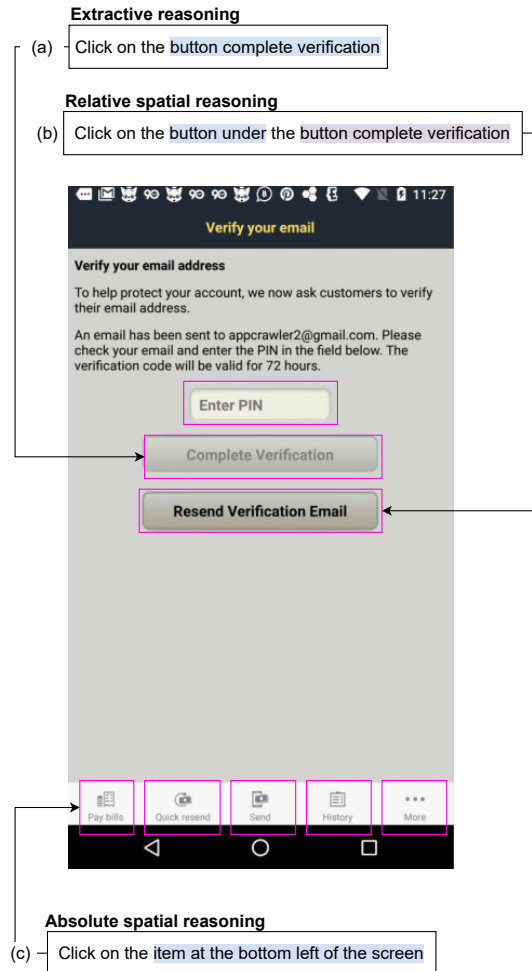 Extractive reasoning
(a)
Click on the button complete verification
Relative spatial reasoning
(b)
Click on the button under the button complete verification
11:27
Verify your email
Verify your email address
To help protect your account, we now ask customers to verify
their email address.
An email has been sent to appcrawler2@gmail.com. Please
check your email and enter the PIN in the field below. The
verification code will be valid for 72 hours.
Enter PIN
Complete Verification
Resend Verification Email
Pay bills
Quick resend
Send
History
More
Absolute spatial reasoning
(c)
Click on the item at the bottom left of the screen